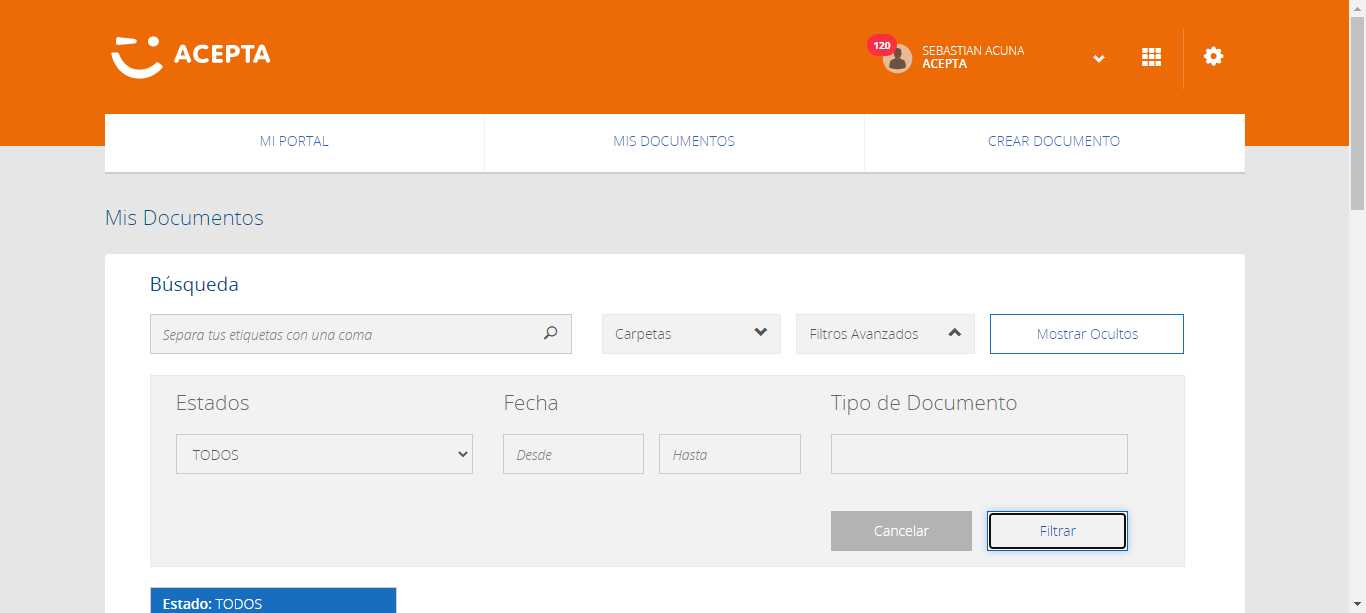 ACEPTA
120
SEBASTIAN ACUNA
ACEPTA
MI PORTAL
MIS DOCUMENTOS
CREAR DOCUMENTO
Mis Documentos
Búsqueda
Separa tus etiquetas con una coma
Carpetas
Filtros Avanzados
Mostrar Ocultos
Estados
Fecha
Tipo de Documento
TODOS
Desde
Hasta
Cancelar
Filtrar
Estado: TODOS